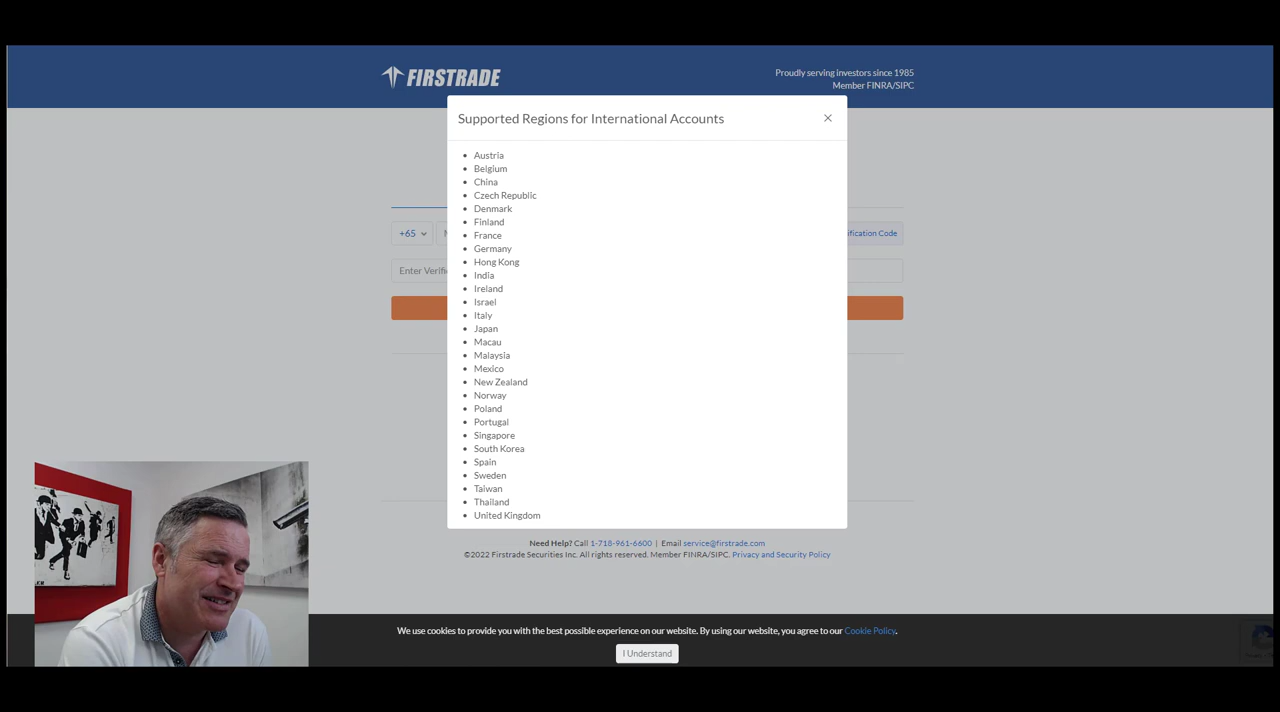 FIRSTRADE
Proudly serving investors since 1985
Member FINRA/SIPC
Supported Regions for International Accounts
Austria
Belgium
China
Czech Republic
Denmark
Finland
France
Germany
Hong Kong
India
Ireland
Israel
Italy
Japan
Macau
Malaysia
Mexico
New Zealand
Norway
Poland
Portugal
Singapore
South Korea
Spain
Sweden
Taiwan
Thailand
United Kingdom
+65
Code
Enter
Need Help? Call 1-718-961-6600 | Email service@firstrade.com
©2022 Firstrade Securities Inc. All rights reserved. Member FINRA/SIPC. Privacy and Security Policy
We use cookies to provide you with the best possible experience on our website. By using our website, you agree to our Cookie Policy.
I Understand